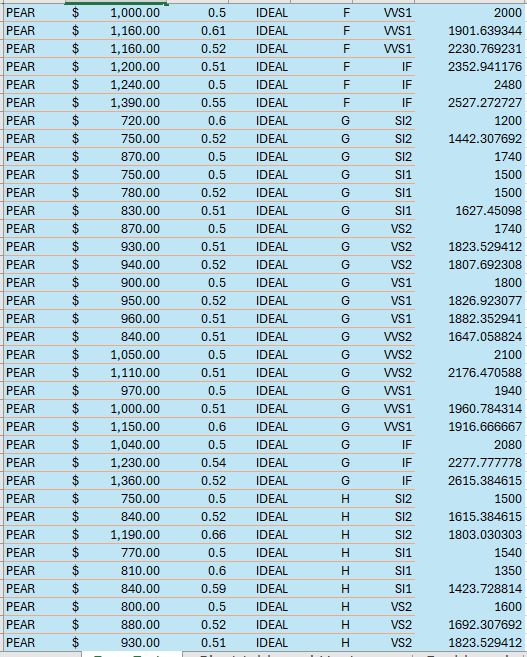 PEAR $ 1,000.00 0.5 IDEAL F VVS1 2000
PEAR $ 1,160.00 0.61 IDEAL F VVS1 1901.639344
PEAR $ 1,160.00 0.52 IDEAL F VVS1 2230.769231
PEAR $ 1,200.00 0.51 IDEAL F IF 2352.941176
PEAR $ 1,240.00 0.5 IDEAL F IF 2480
PEAR $ 1,390.00 0.55 IDEAL F IF 2527.272727
PEAR $ 720.00 0.6 IDEAL G SI2 1200
PEAR $ 750.00 0.52 IDEAL G SI2 1442.307692
PEAR $ 870.00 0.5 IDEAL G SI2 1740
PEAR $ 750.00 0.5 IDEAL G SI1 1500
PEAR $ 780.00 0.52 IDEAL G SI1 1500
PEAR $ 830.00 0.51 IDEAL G SI1 1627.45098
PEAR $ 870.00 0.5 IDEAL G VS2 1740
PEAR $ 930.00 0.51 IDEAL G VS2 1823.529412
PEAR $ 940.00 0.52 IDEAL G VS2 1807.692308
PEAR $ 900.00 0.5 IDEAL G VS1 1800
PEAR $ 950.00 0.52 IDEAL G VS1 1826.923077
PEAR $ 960.00 0.51 IDEAL G VS1 1882.352941
PEAR $ 840.00 0.51 IDEAL G VVS2 1647.058824
PEAR $ 1,050.00 0.5 IDEAL G VVS2 2100
PEAR $ 1,110.00 0.51 IDEAL G VVS2 2176.470588
PEAR $ 970.00 0.5 IDEAL G VVS1 1940
PEAR $ 1,000.00 0.51 IDEAL G VVS1 1960.784314
PEAR $ 1,150.00 0.6 IDEAL G VVS1 1916.666667
PEAR $ 1,040.00 0.5 IDEAL G IF 2080
PEAR $ 1,230.00 0.54 IDEAL G IF 2277.777778
PEAR $ 1,360.00 0.52 IDEAL G IF 2615.384615
PEAR $ 750.00 0.5 IDEAL H SI2 1500
PEAR $ 840.00 0.52 IDEAL H SI2 1615.384615
PEAR $ 1,190.00 0.66 IDEAL H SI2 1803.030303
PEAR $ 770.00 0.5 IDEAL H SI1 1540
PEAR $ 810.00 0.6 IDEAL H SI1 1350
PEAR $ 840.00 0.59 IDEAL H SI1 1423.728814
PEAR $ 800.00 0.5 IDEAL H VS2 1600
PEAR $ 880.00 0.52 IDEAL H VS2 1692.307692
PEAR $ 930.00 0.51 IDEAL H VS2 1823.529412